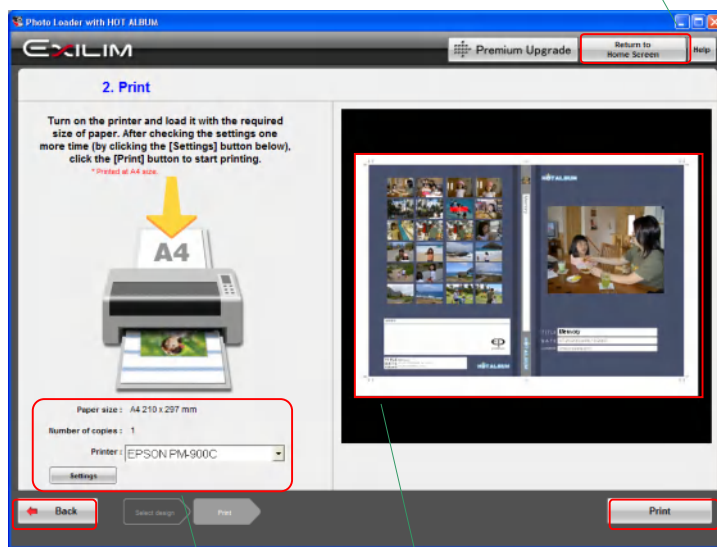 Photo Loader with HOT ALBUM
EXILIM
Premium Upgrade
Return to
Home Screen
Help
2. Print
Turn on the printer and load it with the required
size of paper. After checking the settings one
more time (by clicking the [Settings] button below),
click the [Print] button to start printing.
* Printed at A4 size.
A4
HOT ALBUM
TITLE Memory
DATE
HOT ALBUM
Paper size : A4 210 x 297 mm
Number of copies : 1
Printer : EPSON PM-900C
Settings
Back
Select design
Print
Print